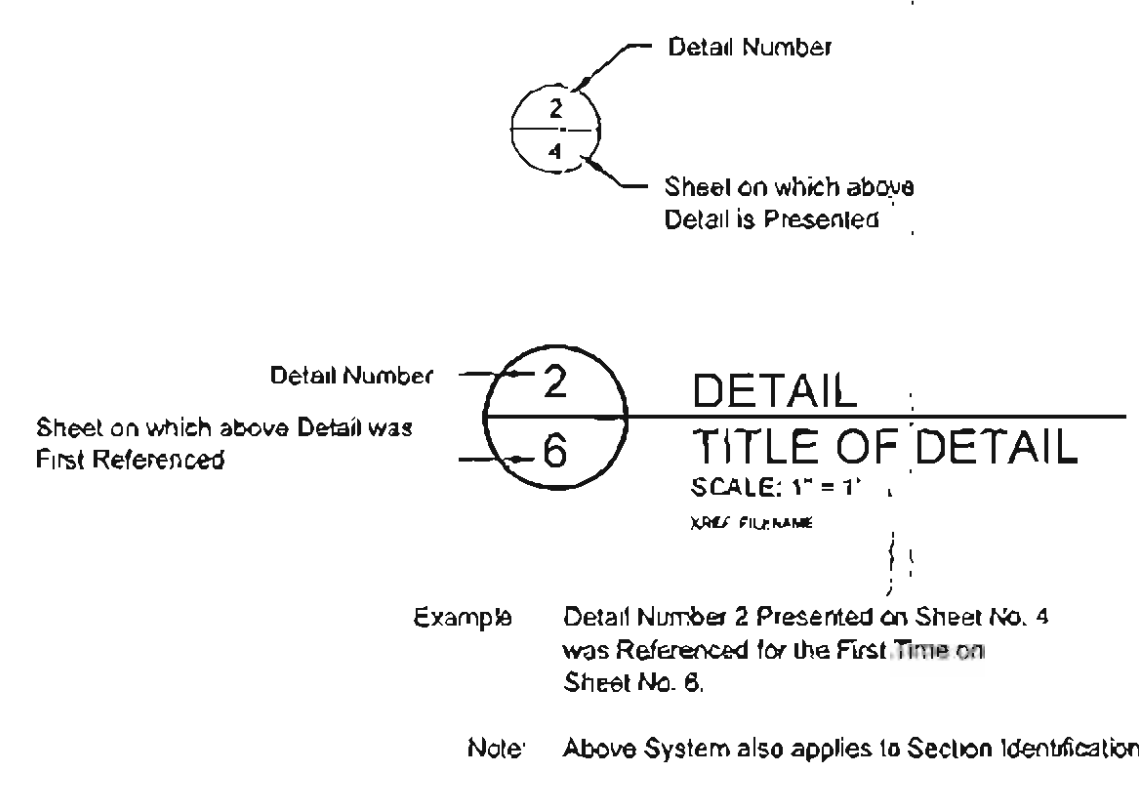 Detail Number
2
4
Sheet on which above
Detail is Presented
Detail Number
2
DETAIL
Sheet on which above Detail was
First Referenced
6
TITLE OF DETAIL
SCALE: 1" = 1'
XREF FILENAME
Example
Detail Number 2 Presented on Sheet No. 4
was Referenced for the First Time on
Sheet No. 6.
Note:
Above System also applies to Section Identification